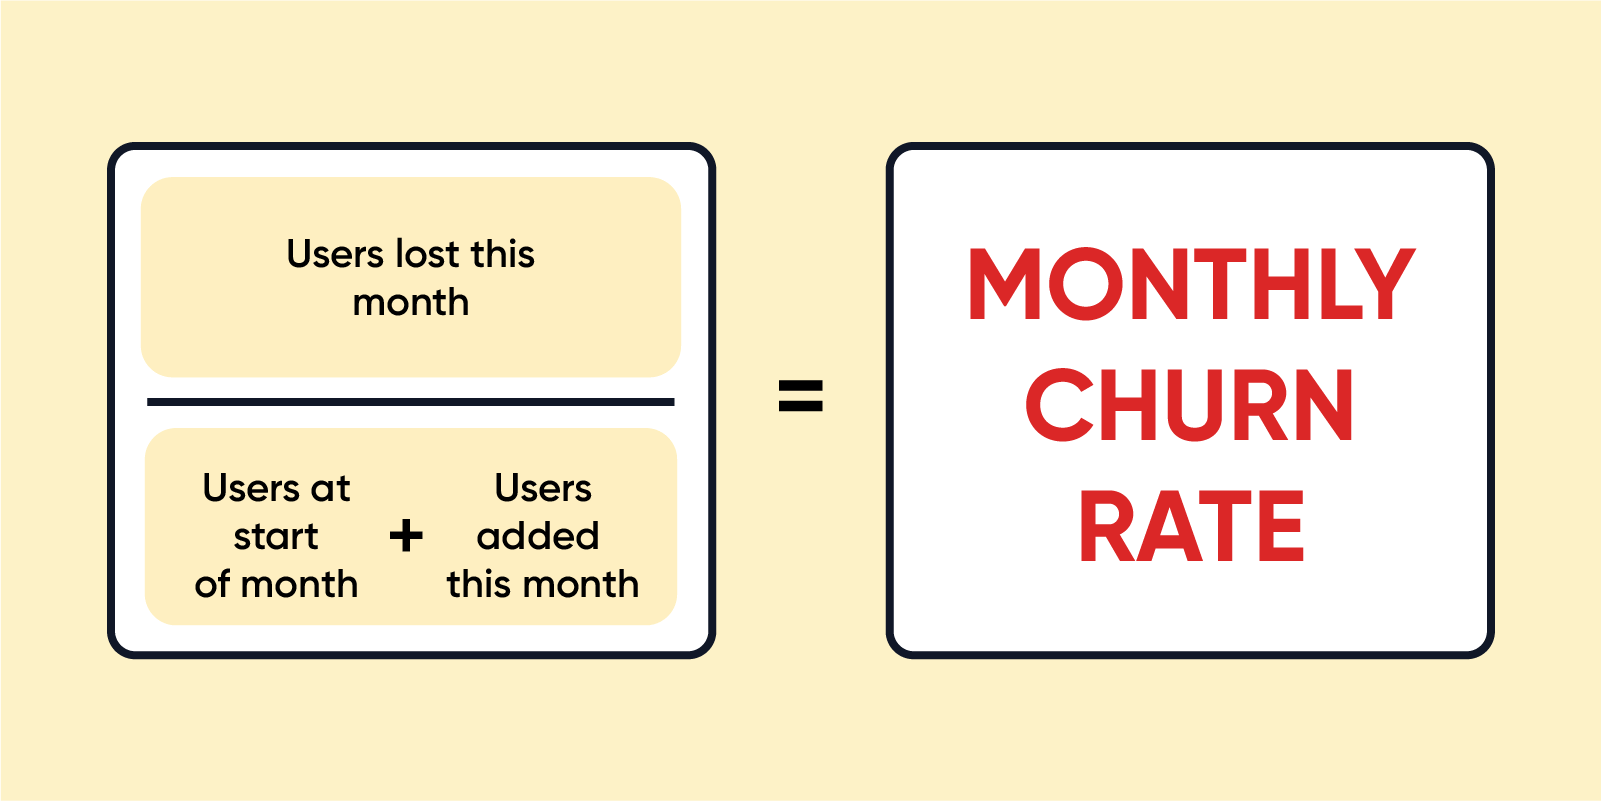 Users lost this
month
Users at
start
of month
+
Users
added
this month
=
MONTHLY
CHURN
RATE